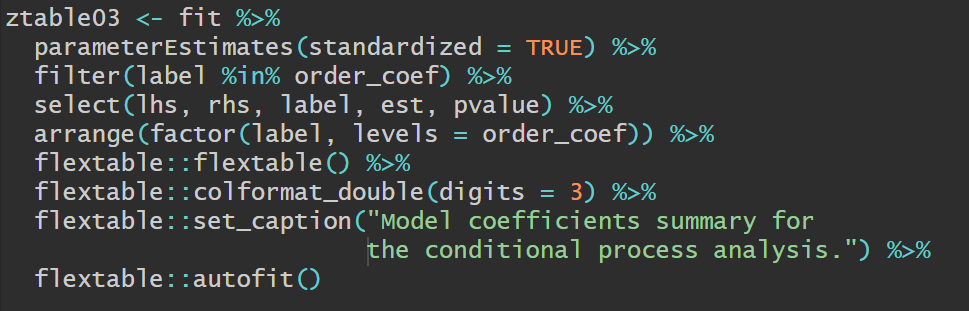 ztable03 <- fit %>%
  parameterEstimates(standardized = TRUE) %>%
  filter(label %in% order_coef) %>%
  select(lhs, rhs, label, est, pvalue) %>%
  arrange(factor(label, levels = order_coef)) %>%
  flextable::flextable() %>%
  flextable::colformat_double(digits = 3) %>%
  flextable::set_caption("Model coefficients summary for
                         the conditional process analysis.") %>%
  flextable::autofit()